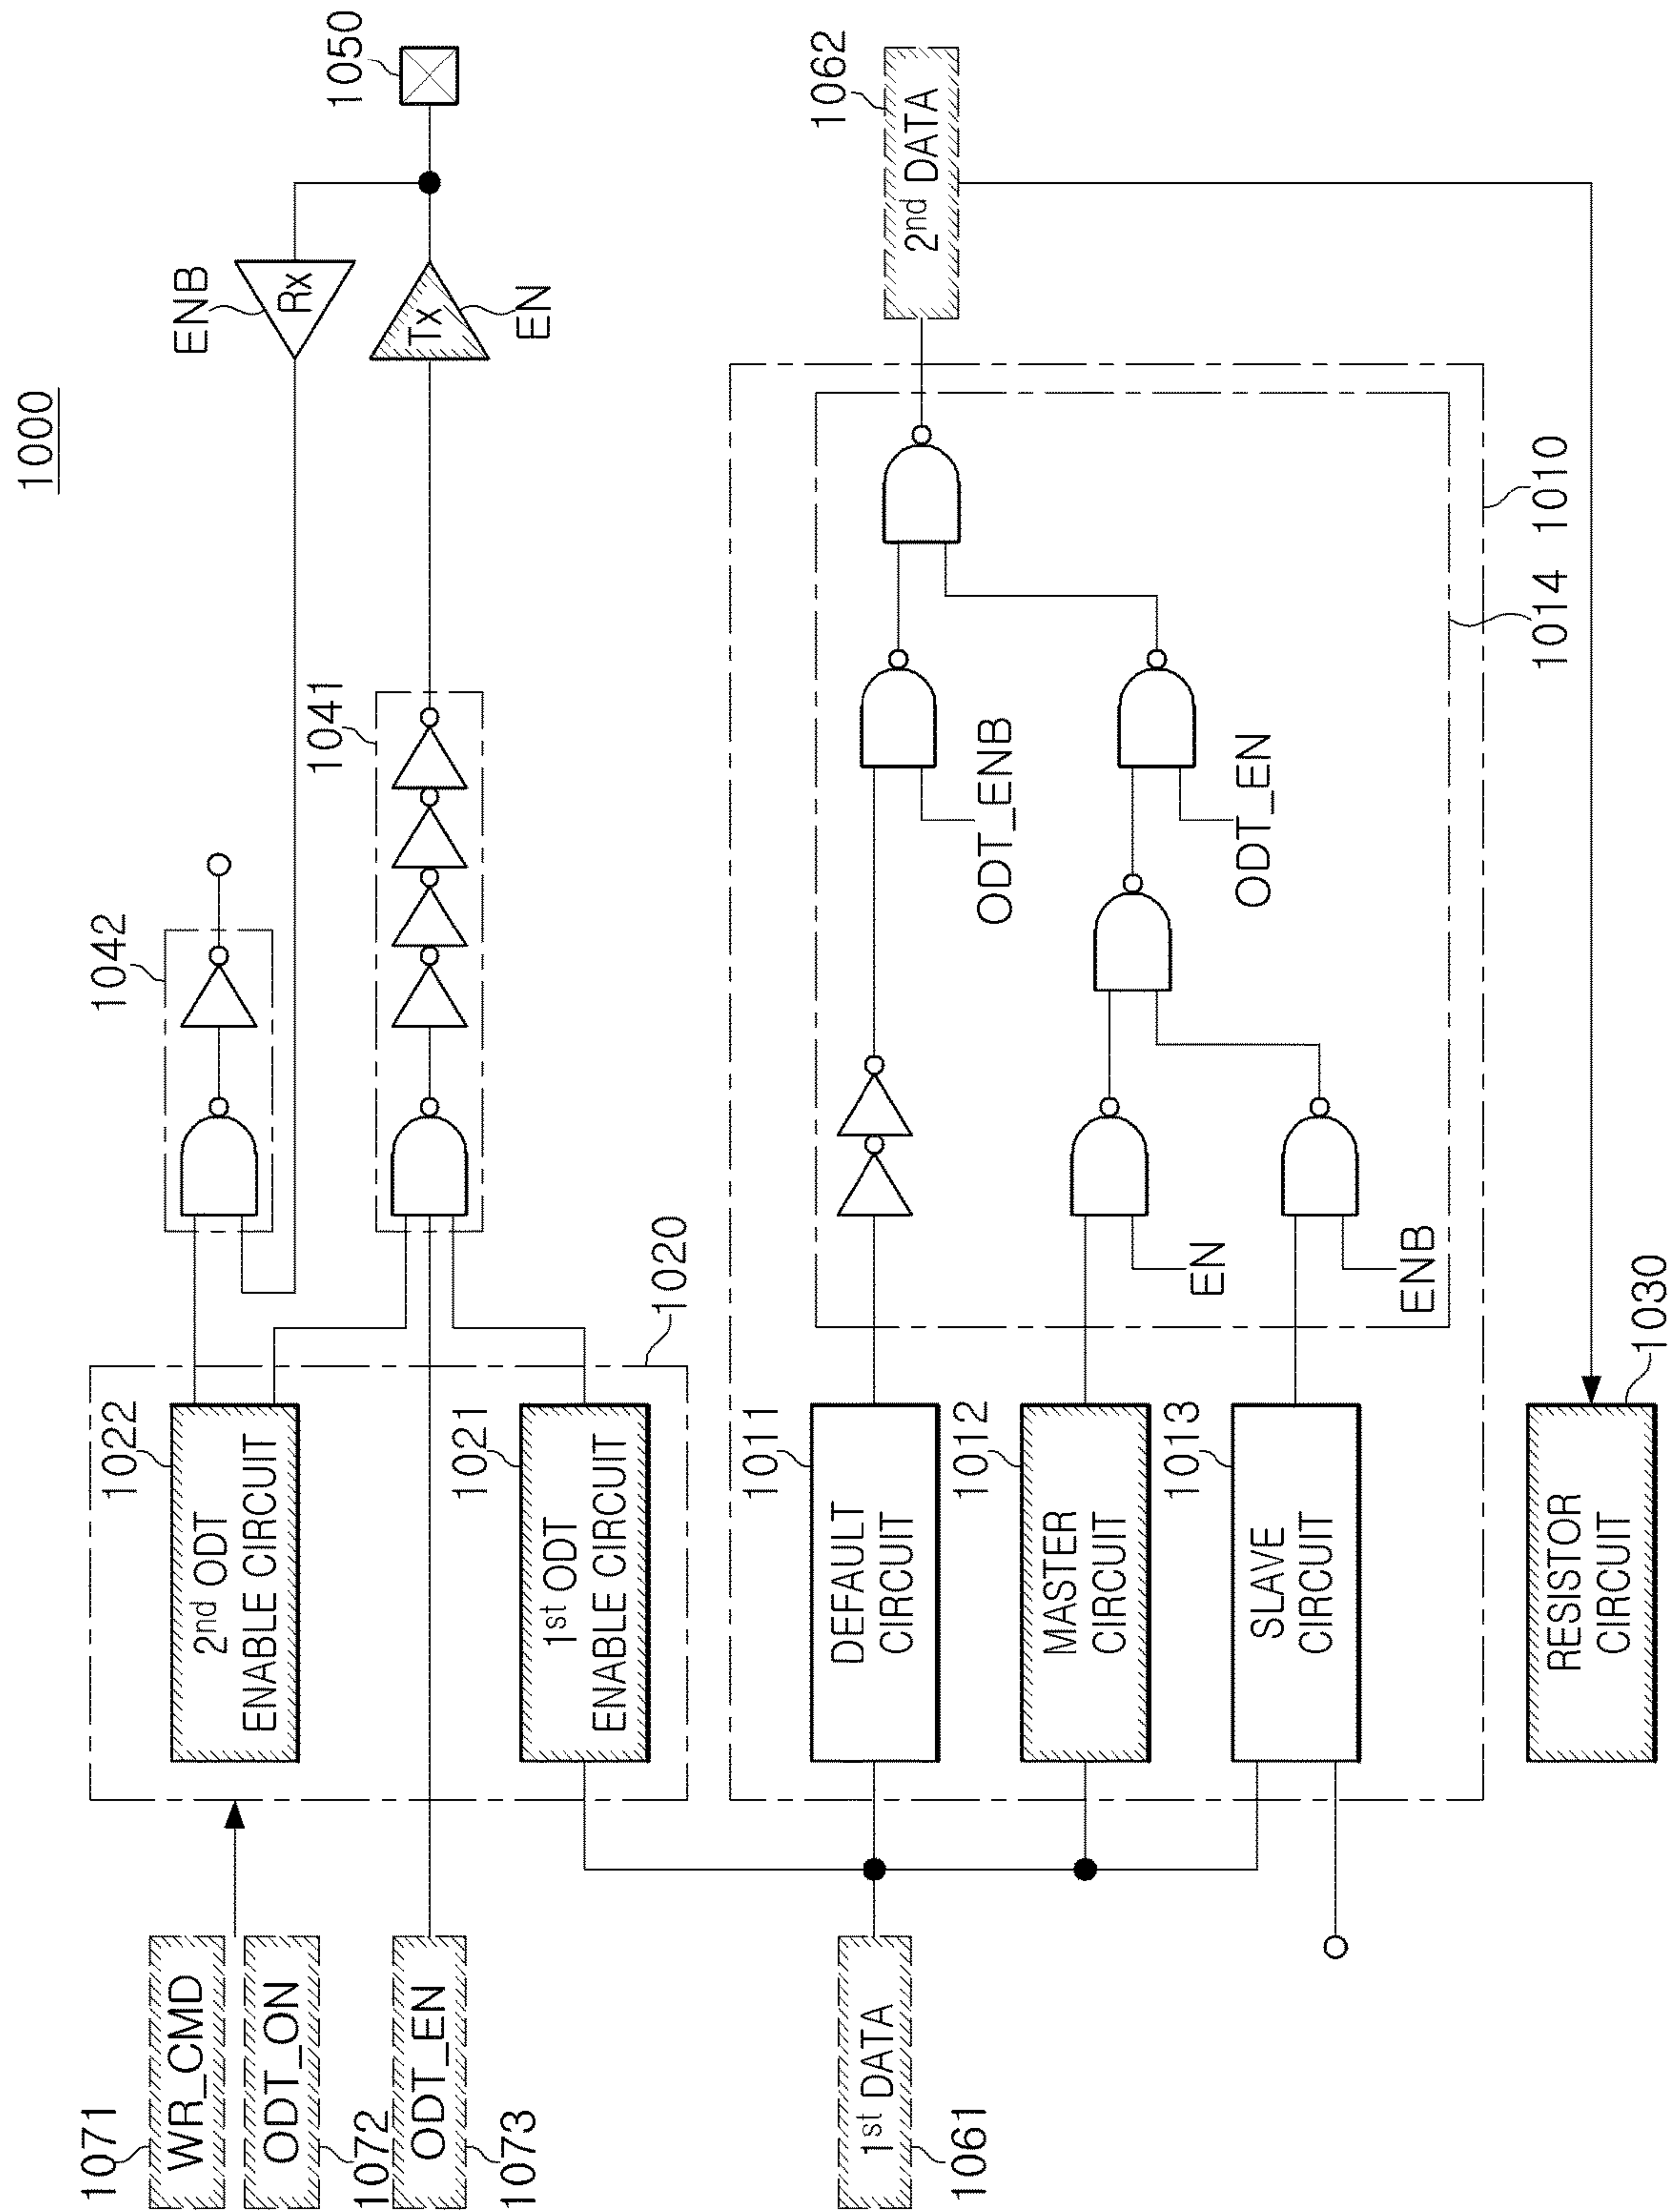 1000
1071
WR_CMD
ODT_ON
1072
ODT_EN
1073
1022
2nd ODT
ENABLE CIRCUIT
1021
1st ODT
ENABLE CIRCUIT
1020
1042
1041
ENB
Rx
Tx
EN
1050
1st DATA
1061
1011
DEFAULT
CIRCUIT
1012
MASTER
CIRCUIT
1013
SLAVE
CIRCUIT
EN
ENB
ODT_ENB
ODT_EN
1014
1010
2nd DATA
1062
RESISTOR
CIRCUIT
1030